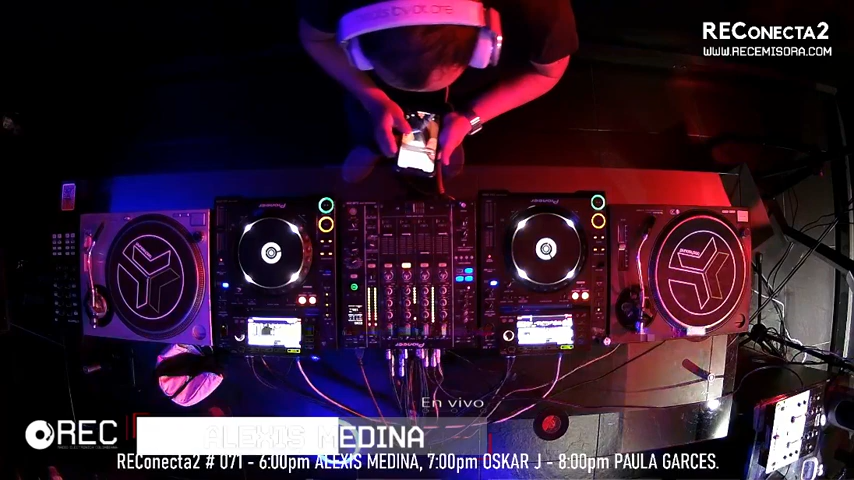 REConecta2
www.recemisora.com
Pioneer
Pioneer
Pioneer
En vivo
REC
ALEXIS MEDINA
REConecta2 # 071 - 6:00pm ALEXIS MEDINA, 7:00pm OSKAR J - 8:00pm PAULA GARCES.